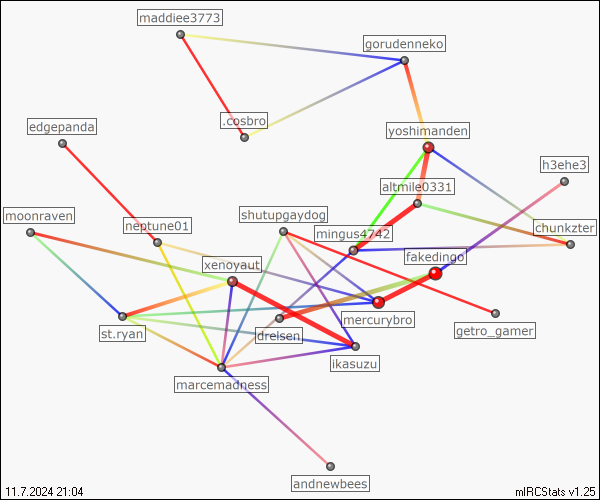 maddiee3773
gorudenneko
.cosbro
edgepanda
yoshimanden
h3ehe3
altmile0331
moonraven
shutupgaydog
neptune01
mingus4742
chunkzter
fakedingo
xenoyaut
mercurybro
getro_gamer
st.ryan
dreisen
ikasuzu
marcemadness
andnewbees
11.7.2024 21:04
mIRCStats v1.25